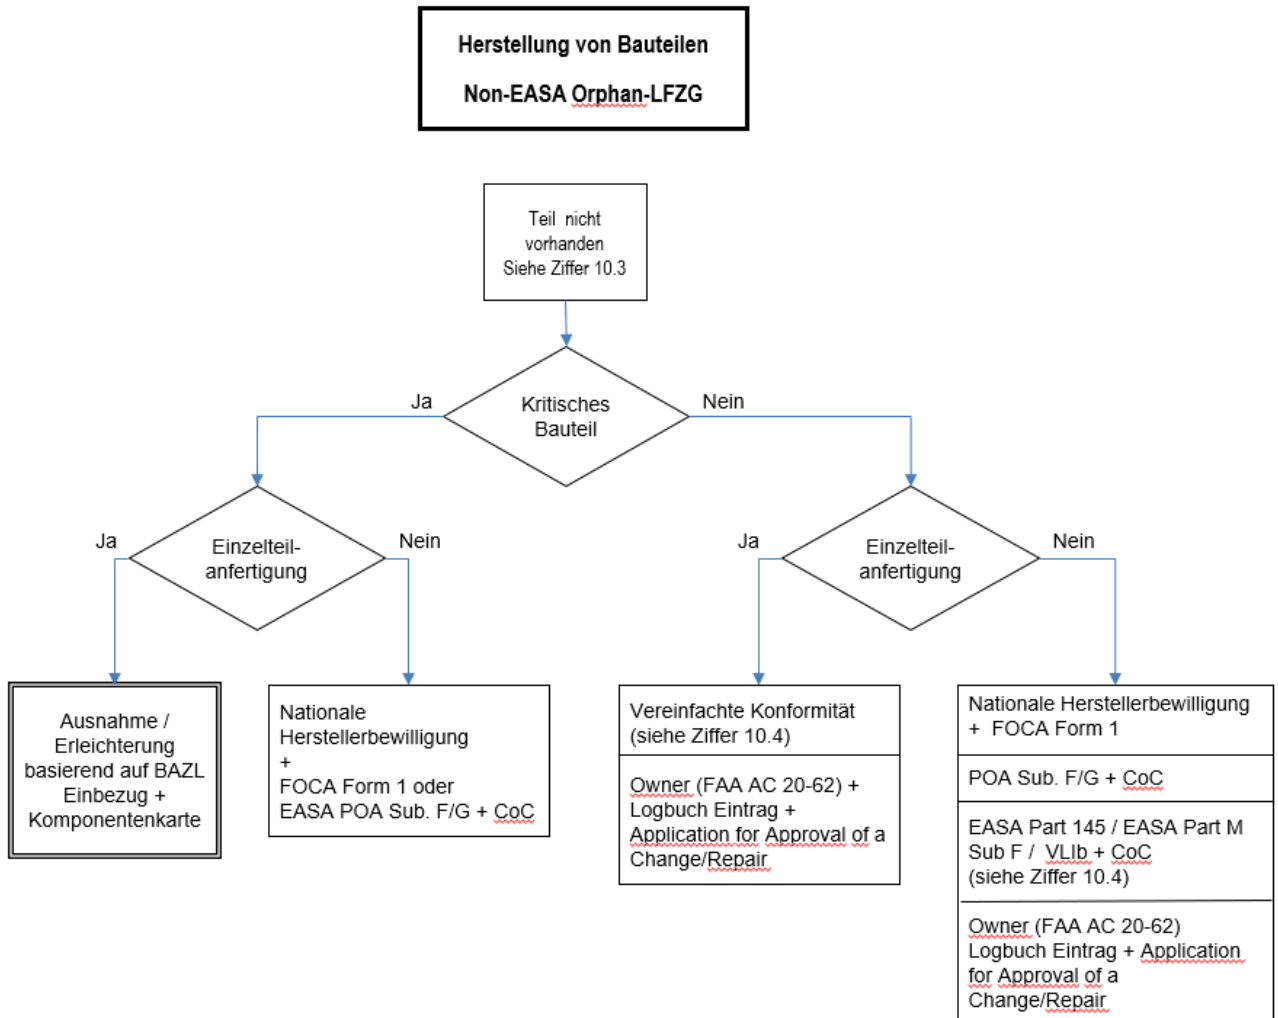 Herstellung von Bauteilen
Non-EASA Orphan-LFZG
Teil nicht
vorhanden
Siehe Ziffer 10.3
Ja
Kritisches
Bauteil
Nein
Ja
Einzelteil-
anfertigung
Nein
Ja
Einzelteil-
anfertigung
Nein
Ausnahme /
Erleichterung
basierend auf BAZL
Einbezug +
Komponentenkarte
Nationale
Herstellerbewilligung
+
FOCA Form 1 oder
EASA POA Sub. F/G + CoC
Vereinfachte Konformität
(siehe Ziffer 10.4)
Owner (FAA AC 20-62) +
Logbuch Eintrag +
Application for Approval of a
Change/Repair
Nationale Herstellerbewilligung
+ FOCA Form 1
POA Sub. F/G + CoC
EASA Part 145 / EASA Part M
Sub F / VLIb + CoC
(siehe Ziffer 10.4)
Owner (FAA AC 20-62)
Logbuch Eintrag + Application
for Approval of a
Change/Repair